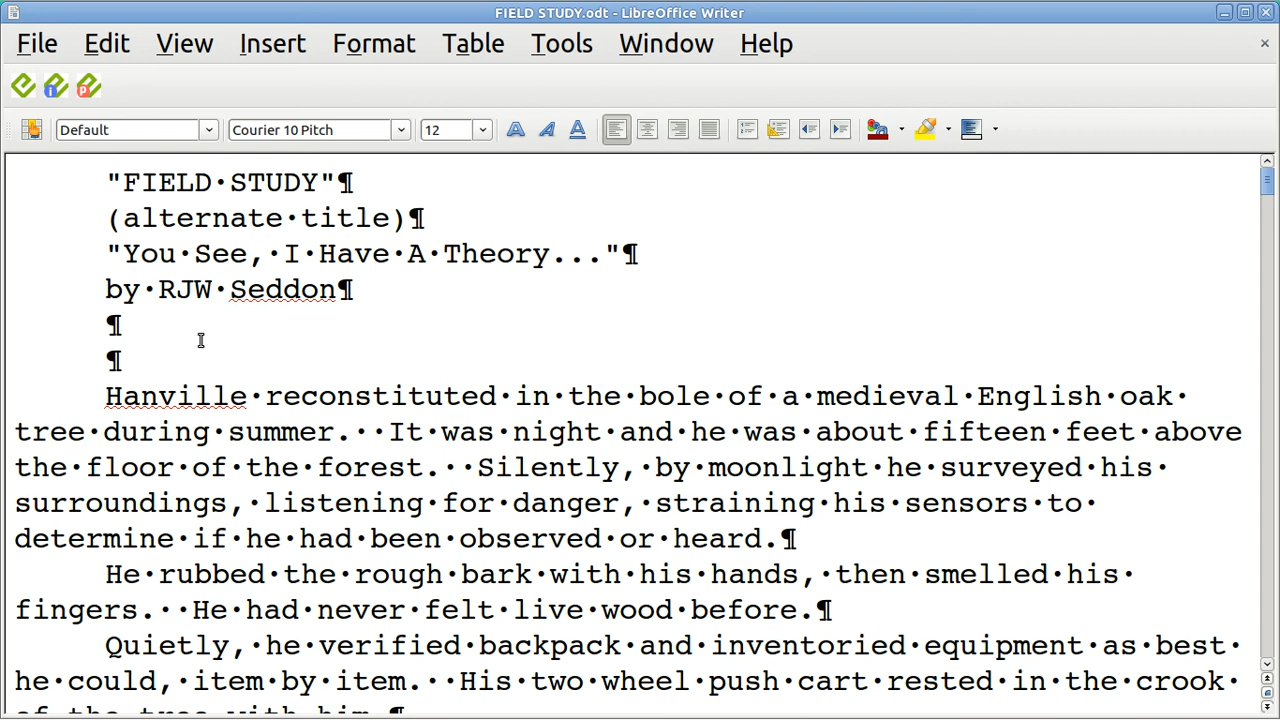 FIELD STUDY.odt - LibreOffice Writer
File Edit View Insert Format Table Tools Window Help
Default Courier 10 Pitch 12
"FIELD·STUDY"¶
(alternate·title)¶
"You·See,·I·Have·A·Theory..."¶
by·RJW·Seddon¶
¶
¶
Hanville·reconstituted·in·the·bole·of·a·medieval·English·oak·
tree·during·summer.··It·was·night·and·he·was·about·fifteen·feet·above
the·floor·of·the·forest.··Silently,·by·moonlight·he·surveyed·his·
surroundings,·listening·for·danger,·straining·his·sensors·to·
determine·if·he·had·been·observed·or·heard.¶
He·rubbed·the·rough·bark·with·his·hands,·then·smelled·his·
fingers.··He·had·never·felt·live·wood·before.¶
Quietly,·he·verified·backpack·and·inventoried·equipment·as·best·
he·could,·item·by·item.··His·two·wheel·push·cart·rested·in·the·crook·
of·the·tree·with·him.¶